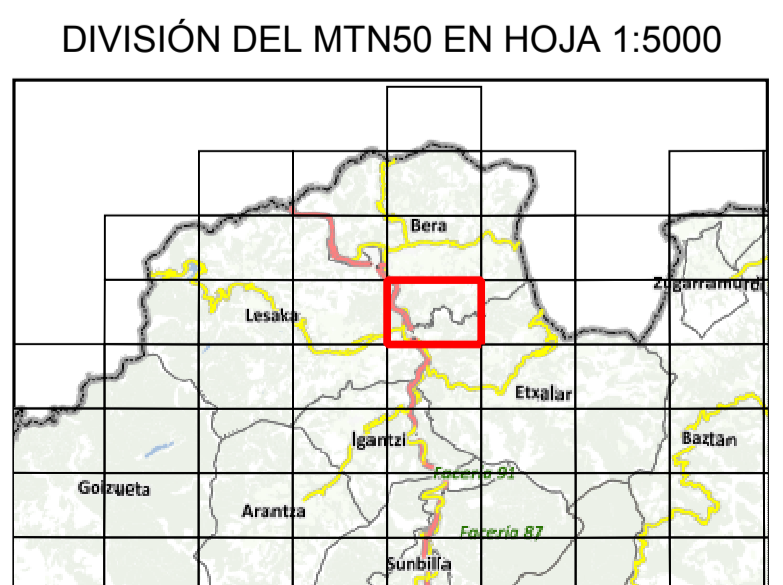 DIVISIÓN DEL MTN50 EN HOJA 1:5000
Bera
Zugarramurdi
Lesaka
Etxalar
Igantzi
Baztan
Facería 91
Goizueta
Arantza
Facería 87
Sunbilla